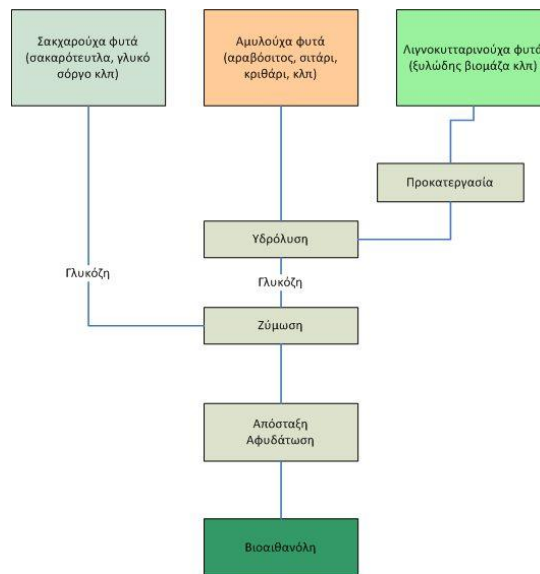 Σακχαρούχα φυτά
(σακαρότευτλα, γλυκό
σόργο κλπ)
Αμυλούχα φυτά
(αραβόσιτος, σιτάρι,
κριθάρι, κλπ)
Λιγνοκυτταρινούχα φυτά
(ξυλώδης βιομάζα κλπ)
Προκατεργασία
Υδρόλυση
Γλυκόζη
Γλυκόζη
Ζύμωση
Απόσταξη
Αφυδάτωση
Βιοαιθανόλη